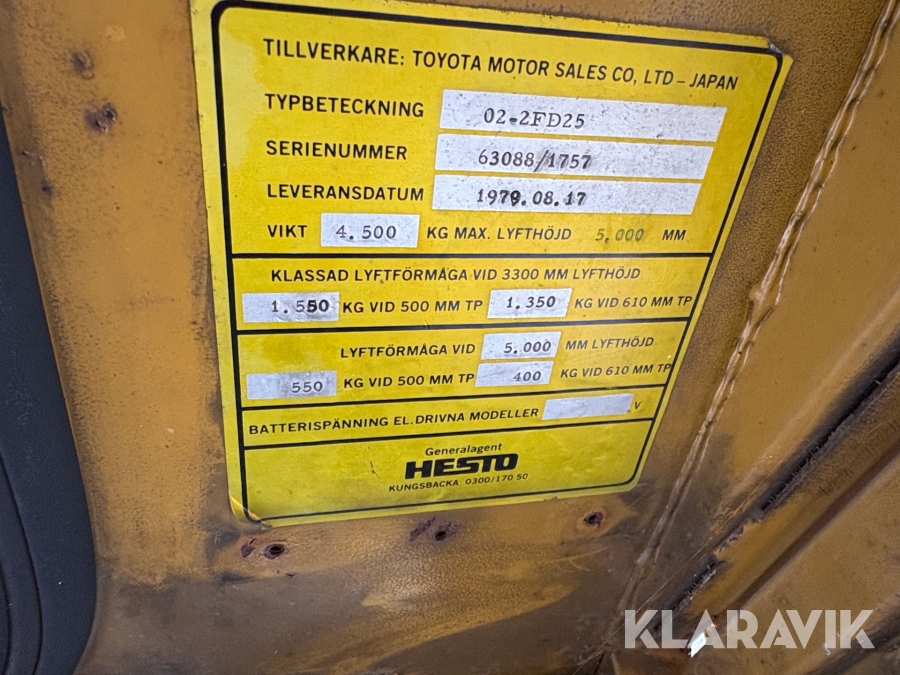 TILLVERKARE: TOYOTA MOTOR SALES CO, LTD – JAPAN
TYPBETECKNING 02-2FD25
SERIENUMMER 63088/1757
LEVERANSDATUM 1979.08.17
VIKT 4.500 KG MAX. LYFTHÖJD 5,000 MM
KLASSAD LYFTFÖRMÅGA VID 3300 MM LYFTHÖJD
1.550 KG VID 500 MM TP 1.350 KG VID 610 MM TP
LYFTFÖRMÅGA VID 5.000 MM LYFTHÖJD
550 KG VID 500 MM TP 400 KG VID 610 MM TP
BATTERISPÄNNING EL. DRIVNA MODELLER V
Generalagent
HESTO
KUNGSBACKA 0300/170 50
KLARAVIK